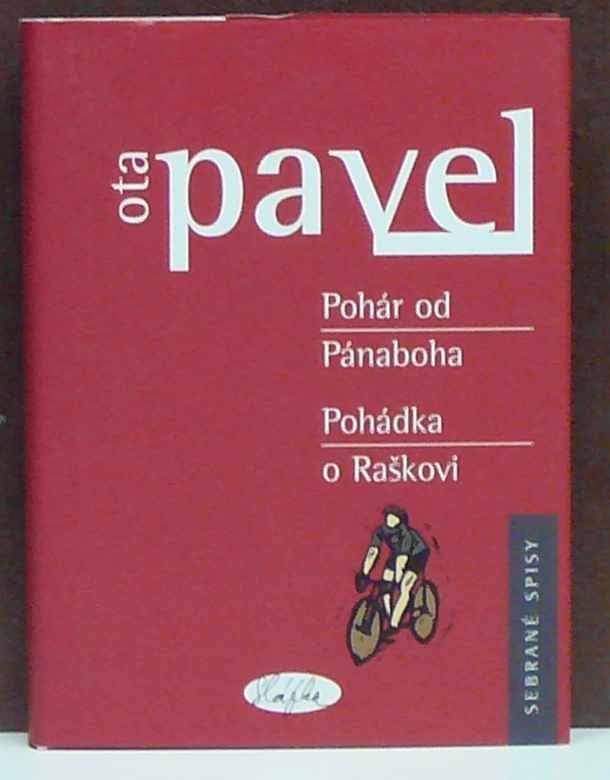 ota
pavel
Pohár od
Pánaboha
Pohádka
o Raškovi
SEBRANÉ SPISY
Slávka